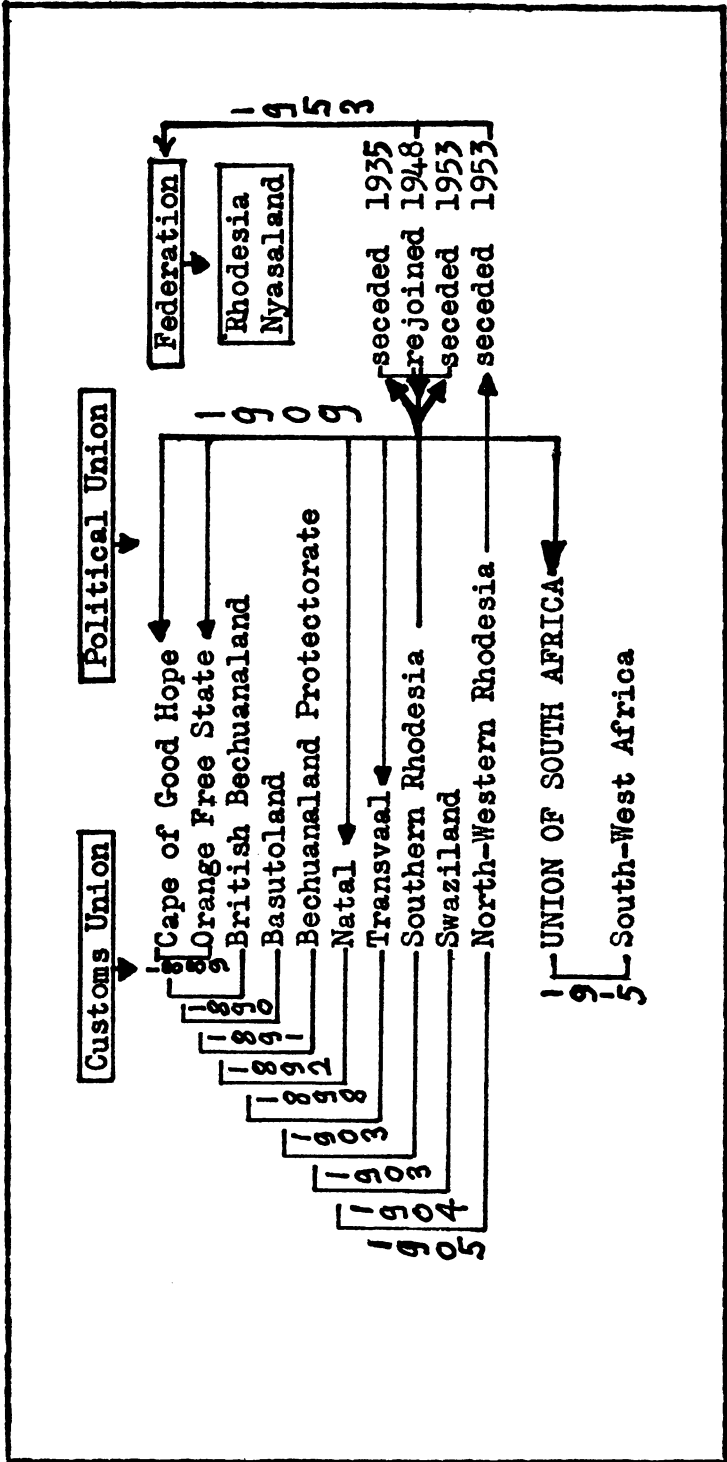 Customs Union
Political Union
Federation
Rhodesia
Nyasaland
1953
1909
1889
Cape of Good Hope
Orange Free State
1890
British Bechuanaland
1891
Basutoland
1892
Bechuanaland Protectorate
1898
Natal
1903
Transvaal
seceded 1935
1903
Southern Rhodesia
rejoined 1948
1904
Swaziland
seceded 1953
1905
North-Western Rhodesia
seceded 1953
UNION OF SOUTH AFRICA
1915
South-West Africa